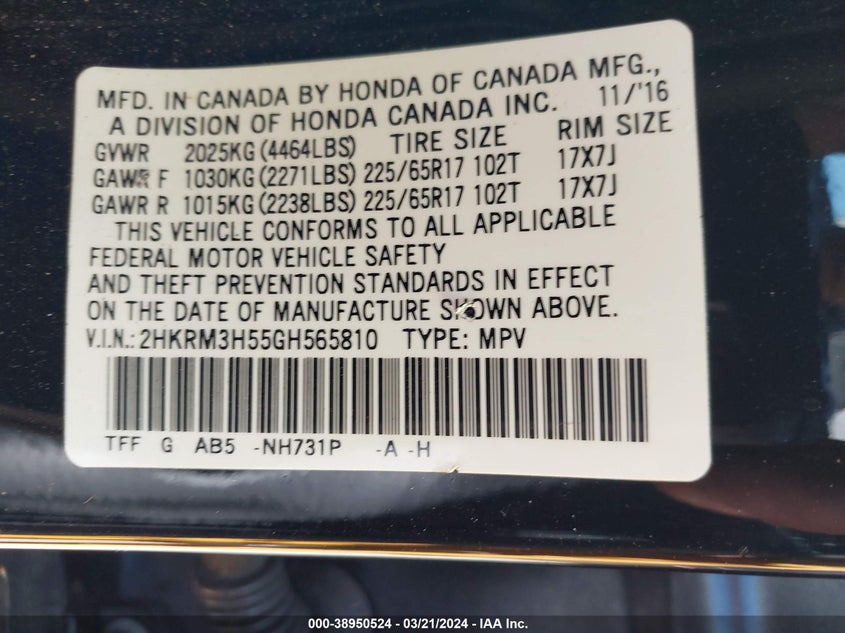 MFD. IN CANADA BY HONDA OF CANADA MFG.,
A DIVISION OF HONDA CANADA INC. 11/'16
GVWR 2025KG (4464LBS) TIRE SIZE RIM SIZE
GAWR F 1030KG (2271LBS) 225/65R17 102T 17X7J
GAWR R 1015KG (2238LBS) 225/65R17 102T 17X7J
THIS VEHICLE CONFORMS TO ALL APPLICABLE
FEDERAL MOTOR VEHICLE SAFETY
AND THEFT PREVENTION STANDARDS IN EFFECT
ON THE DATE OF MANUFACTURE SHOWN ABOVE.
V.I.N.: 2HKRM3H55GH565810 TYPE: MPV
TFF G AB5 -NH731P -A -H
000-38950524 - 03/21/2024 - IAA Inc.